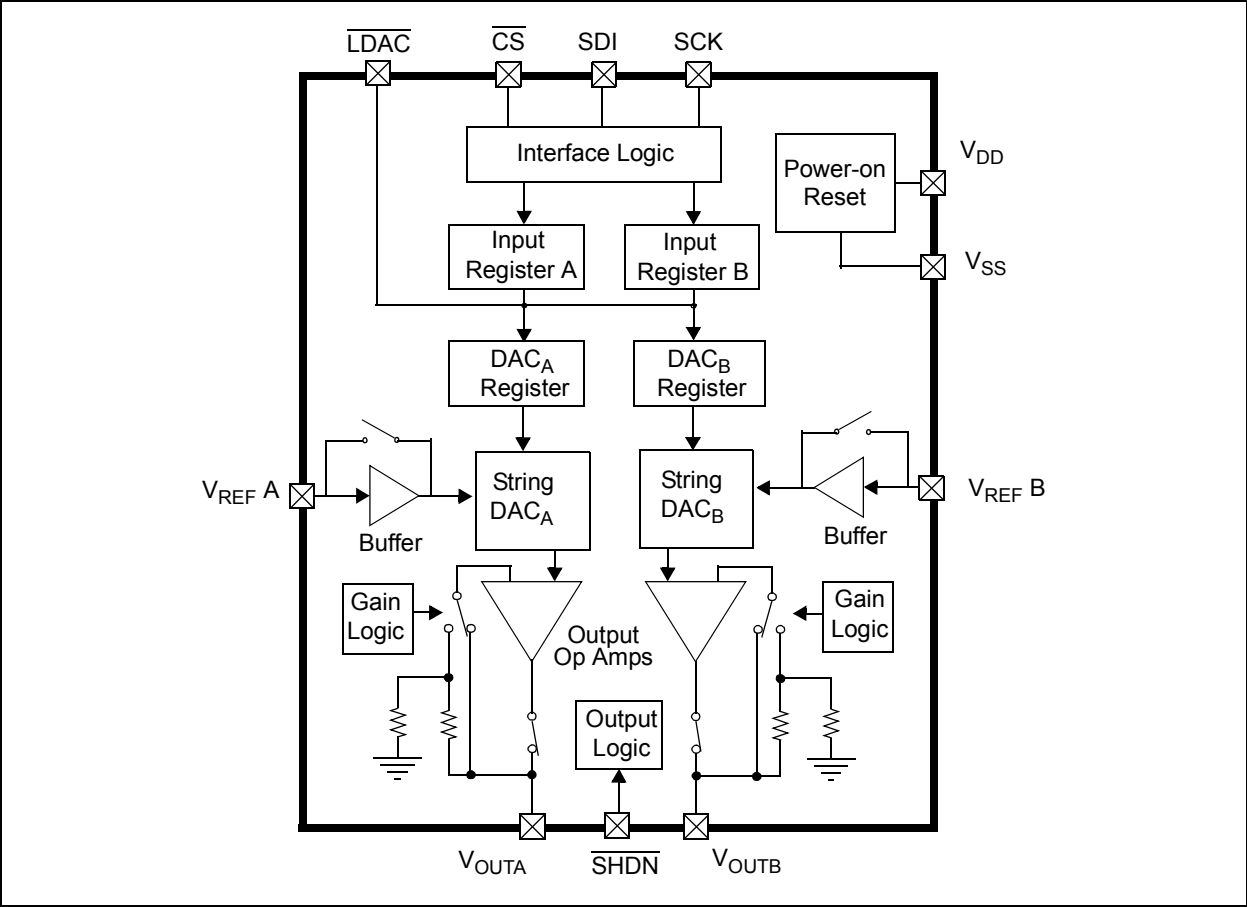 LDAC
CS
SDI
SCK
Interface Logic
Power-on
Reset
VDD
VSS
Input
Register A
Input
Register B
DACA
Register
DACB
Register
VREF A
Buffer
String
DACA
String
DACB
Buffer
VREF B
Gain
Logic
Output
Op Amps
Gain
Logic
Output
Logic
VOUTA
SHDN
VOUTB